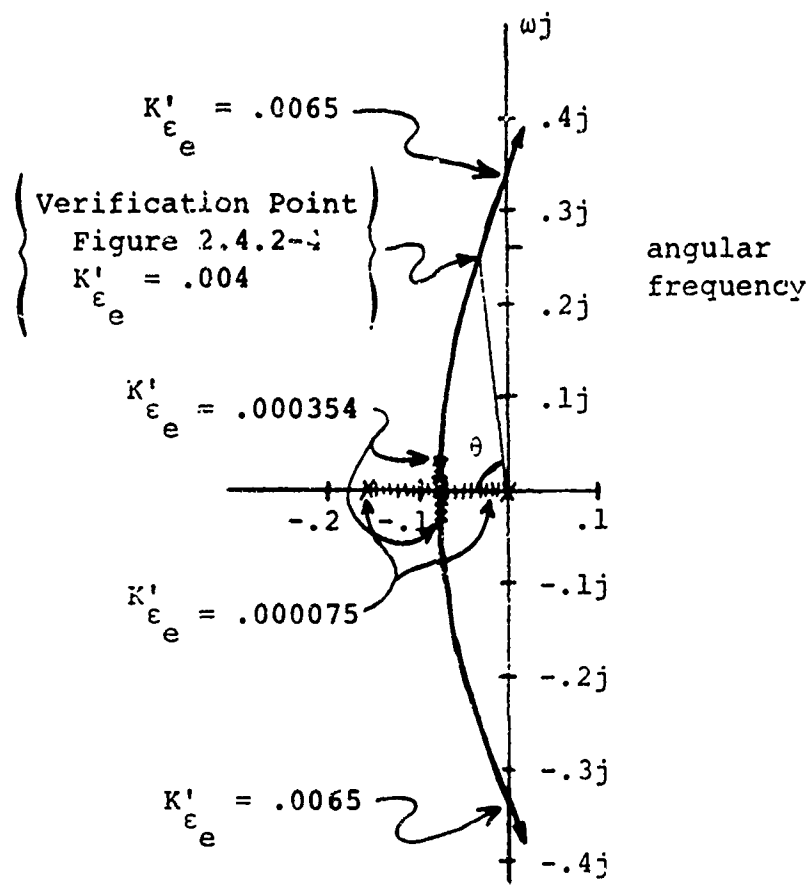 ωj
K'εe = .0065
.4j
Verification Point
Figure 2.4.2-
K'εe = .004
.3j
angular
frequency
.2j
K'εe = .000354
.1j
θ
-.2
-.1
.1
-.1j
K'εe = .000075
-.2j
-.3j
K'εe = .0065
-.4j